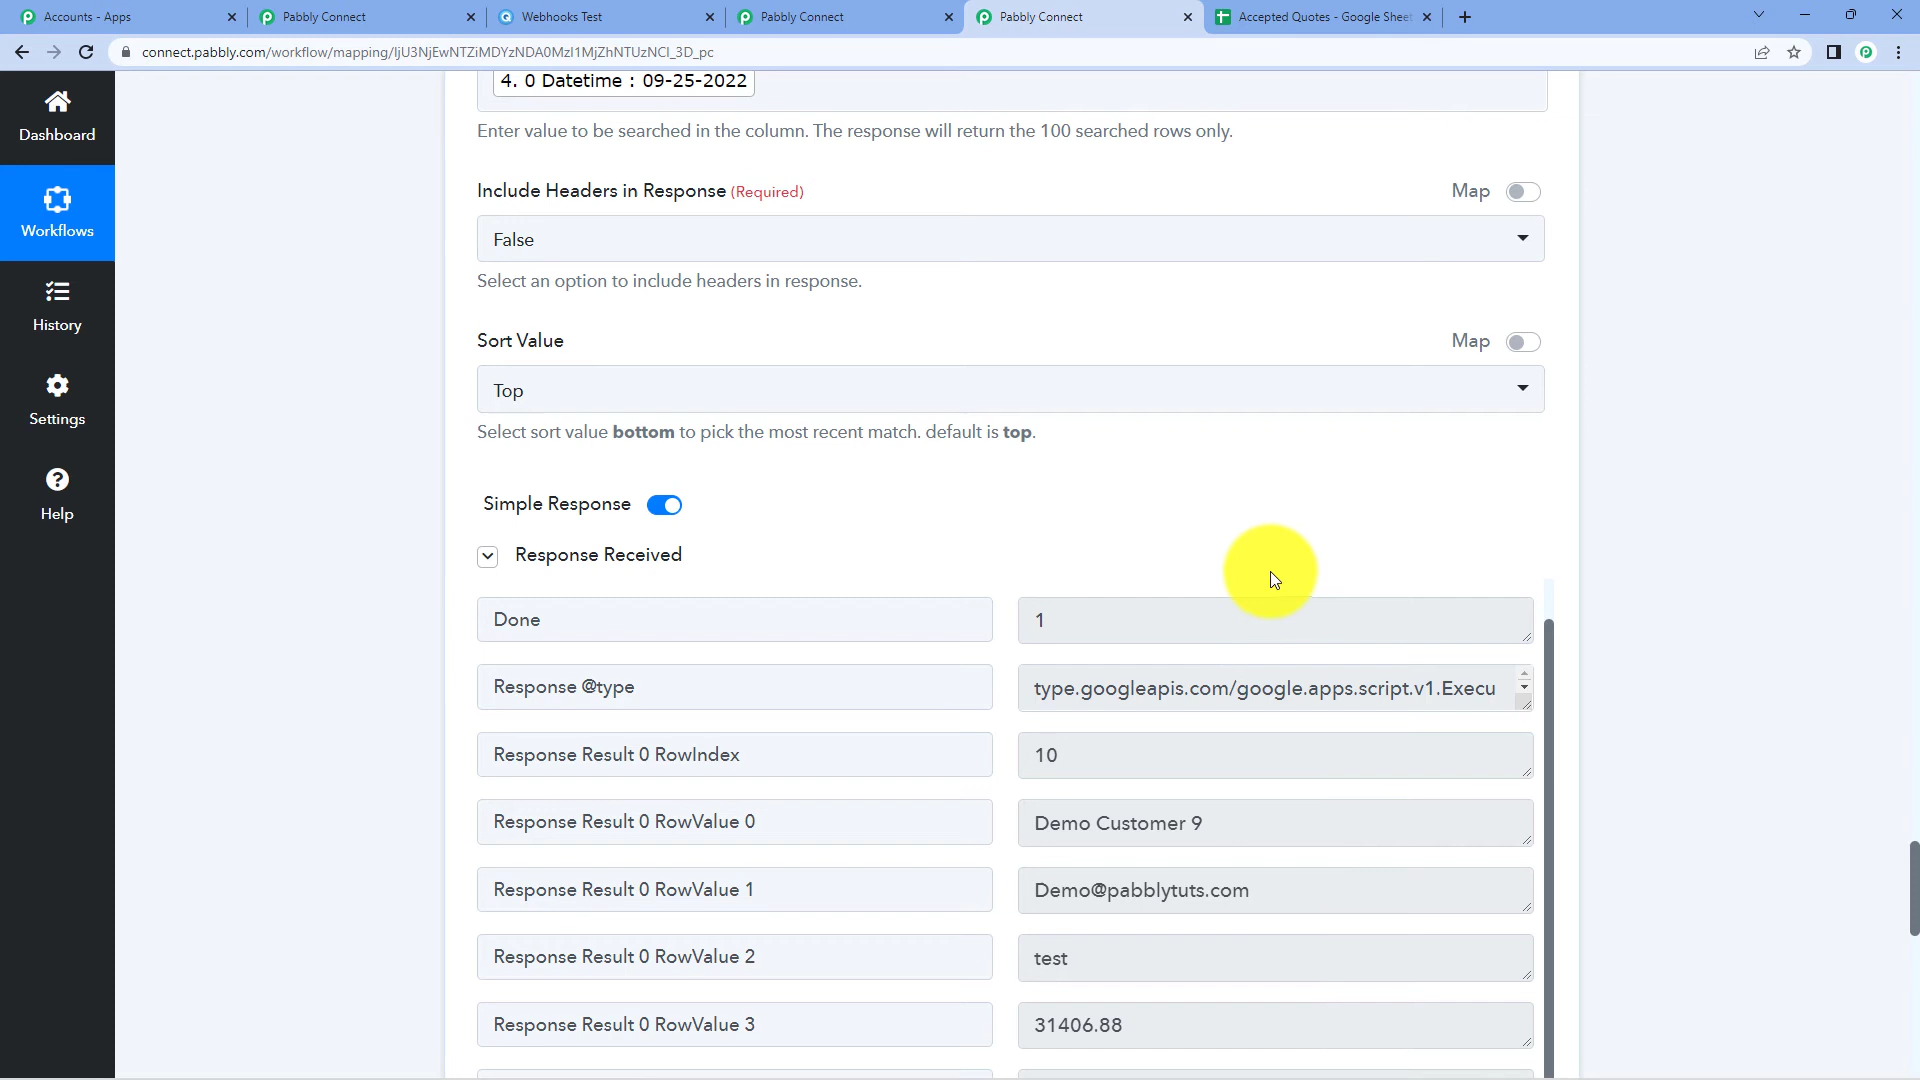 Accounts - Apps
Pabbly Connect
Webhooks Test
Pabbly Connect
Pabbly Connect
Accepted Quotes - Google Sheet
connect.pabbly.com/workflow/mapping/IjU3NjEwNTZiMDYzNDA0MzI1MjZhNTUzNCI_3D_pc
Dashboard
Workflows
History
Settings
Help
4. 0 Datetime : 09-25-2022
Enter value to be searched in the column. The response will return the 100 searched rows only.
Include Headers in Response (Required)
Map
False
Select an option to include headers in response.
Sort Value
Map
Top
Select sort value bottom to pick the most recent match. default is top.
Simple Response
Response Received
Done
1
Response @type
type.googleapis.com/google.apps.script.v1.Execu
Response Result 0 RowIndex
10
Response Result 0 RowValue 0
Demo Customer 9
Response Result 0 RowValue 1
Demo@pabblytuts.com
Response Result 0 RowValue 2
test
Response Result 0 RowValue 3
31406.88